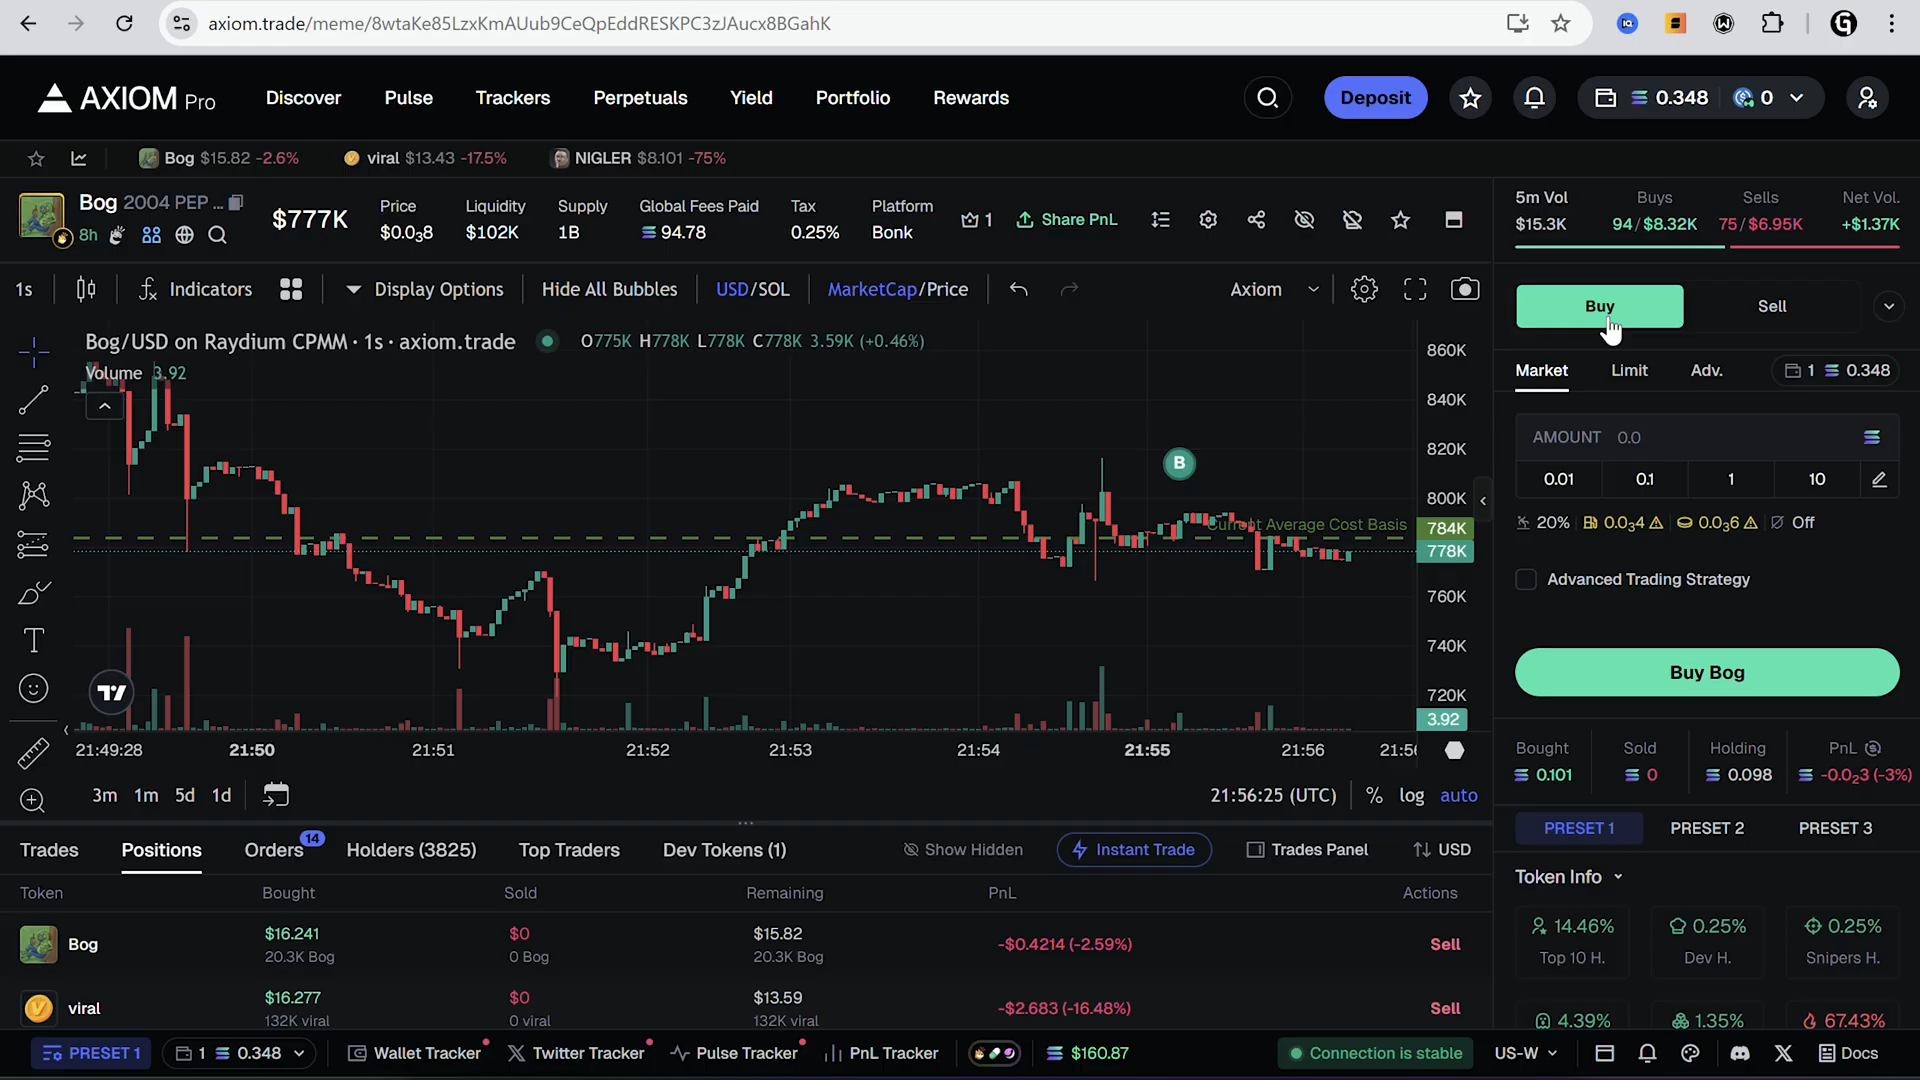 axiom.trade/meme/8wtaKe85LzxKmAUub9CeQpEddRESKPC3zJAucx8BGahK
AXIOM Pro Discover Pulse Trackers Perpetuals Yield Portfolio Rewards Deposit 0.348 0
Bog $15.82 -2.6% viral $13.43 -17.5% NIGLER $8.101 -75%
Bog 2004 PEP ... 8h $777K
Price $0.0₃8
Liquidity $102K
Supply 1B
Global Fees Paid 94.78
Tax 0.25%
Platform Bonk
1 Share PnL
5m Vol Buys Sells Net Vol.
$15.3K 94 / $8.32K 75 / $6.95K +$1.37K
1s Indicators Display Options Hide All Bubbles USD/SOL MarketCap/Price Axiom
Buy Sell
Bog/USD on Raydium CPMM · 1s · axiom.trade O775K H778K L778K C778K 3.59K (+0.46%)
Volume 3.92
Market Limit Adv. 1 0.348
AMOUNT 0.0
0.01 0.1 1 10
20% 0.0₃4 0.0₃6 Off
Advanced Trading Strategy
Buy Bog
B
Current Average Cost Basis
860K
840K
820K
800K
784K
778K
760K
740K
720K
3.92
21:49:28 21:50 21:51 21:52 21:53 21:54 21:55 21:56 21:56
3m 1m 5d 1d 21:56:25 (UTC) % log auto
Bought Sold Holding PnL
0.101 0 0.098 -0.0₂3 (-3%)
PRESET 1 PRESET 2 PRESET 3
Trades Positions Orders 14 Holders (3825) Top Traders Dev Tokens (1) Show Hidden Instant Trade Trades Panel USD
Token Bought Sold Remaining PnL Actions
Bog $16.241 $0 $15.82 -$0.4214 (-2.59%) Sell
20.3K Bog 0 Bog 20.3K Bog
viral $16.277 $0 $13.59 -$2.683 (-16.48%) Sell
132K viral 0 viral 132K viral
Token Info
14.46% 0.25% 0.25%
Top 10 H. Dev H. Snipers H.
4.39% 1.35% 67.43%
PRESET 1 1 0.348 Wallet Tracker Twitter Tracker Pulse Tracker PnL Tracker $160.87 Connection is stable US-W Docs